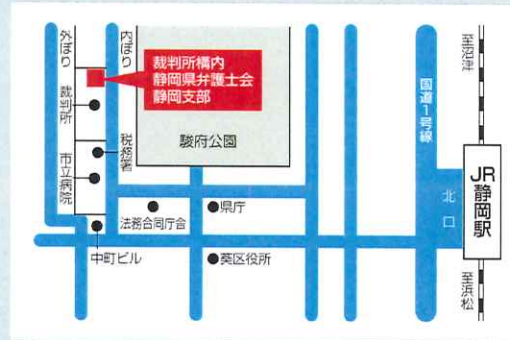 外ぼり
内ぼり
裁判所構内
静岡県弁護士会
静岡支部
裁判所
税務署
市立病院
駿府公園
法務合同庁舎
県庁
中町ビル
葵区役所
国道1号線
北口
JR静岡駅
至沼津
至浜松